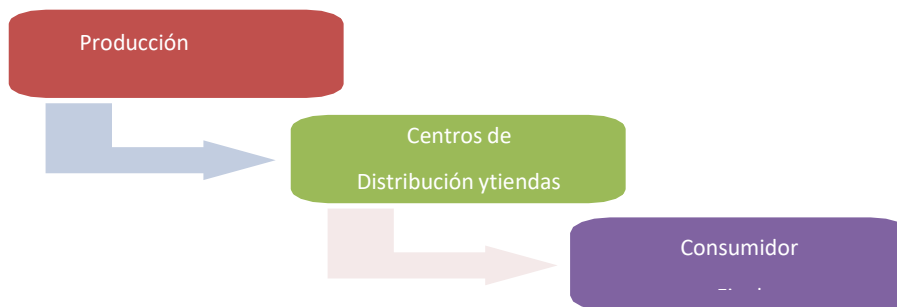 Producción
Centros de
Distribución ytiendas
Consumidor